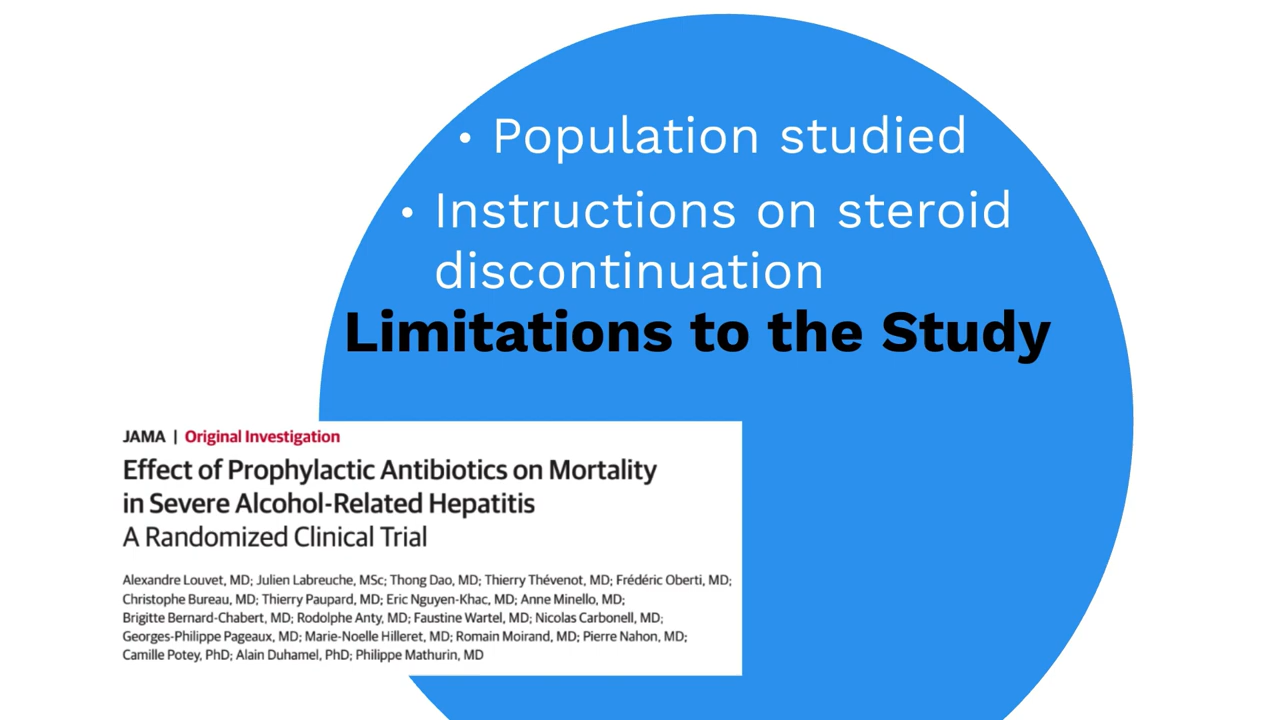 • Population studied
• Instructions on steroid
discontinuation
Limitations to the Study
JAMA | Original Investigation
Effect of Prophylactic Antibiotics on Mortality
in Severe Alcohol-Related Hepatitis
A Randomized Clinical Trial
Alexandre Louvet, MD; Julien Labreuche, MSc; Thong Dao, MD; Thierry Thévenot, MD; Frédéric Oberti, MD;
Christophe Bureau, MD; Thierry Paupard, MD; Eric Nguyen-Khac, MD; Anne Minello, MD;
Brigitte Bernard-Chabert, MD; Rodolphe Anty, MD; Faustine Wartel, MD; Nicolas Carbonell, MD;
Georges-Philippe Pageaux, MD; Marie-Noelle Hilleret, MD; Romain Moirand, MD; Pierre Nahon, MD;
Camille Potey, PhD; Alain Duhamel, PhD; Philippe Mathurin, MD